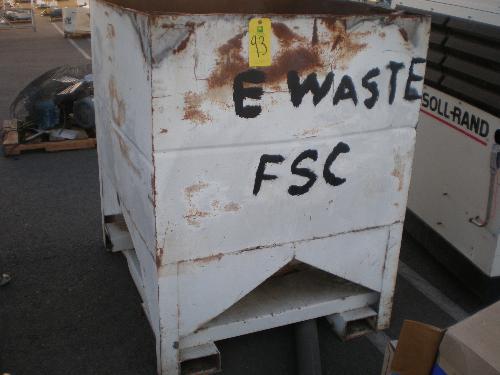 93
E WASTE
FSC
SOLL-RAND